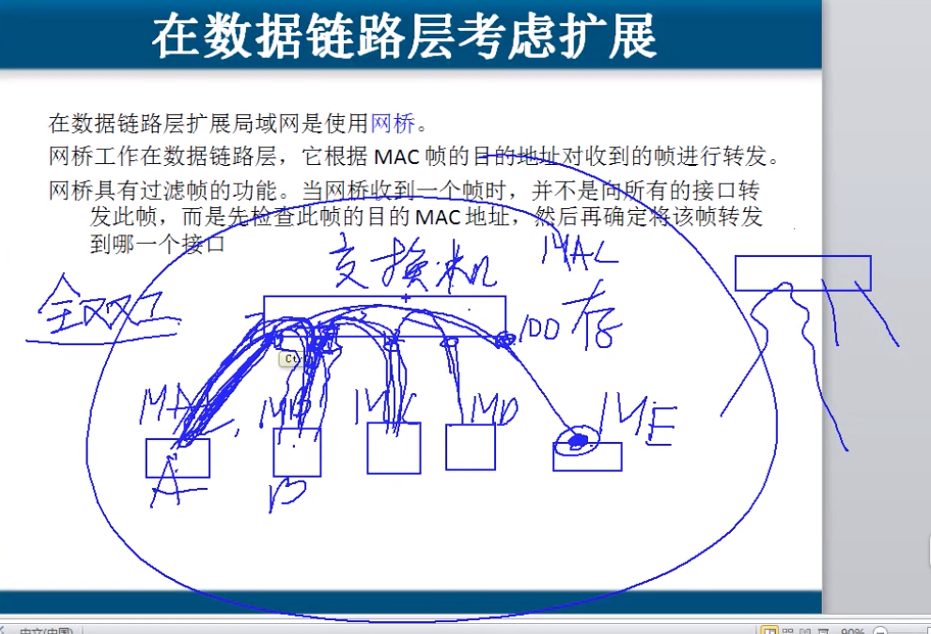 在数据链路层考虑扩展
在数据链路层扩展局域网是使用网桥。
网桥工作在数据链路层，它根据 MAC 帧的目的地址对收到的帧进行转发。
网桥具有过滤帧的功能。当网桥收到一个帧时，并不是向所有的接口转
发此帧，而是先检查此帧的目的 MAC 地址，然后再确定将该帧转发
到哪一个接口
交换机
MAC
全双工
100
存
MA
MB
MC
MD
ME
A
B
中文(中国)
90%